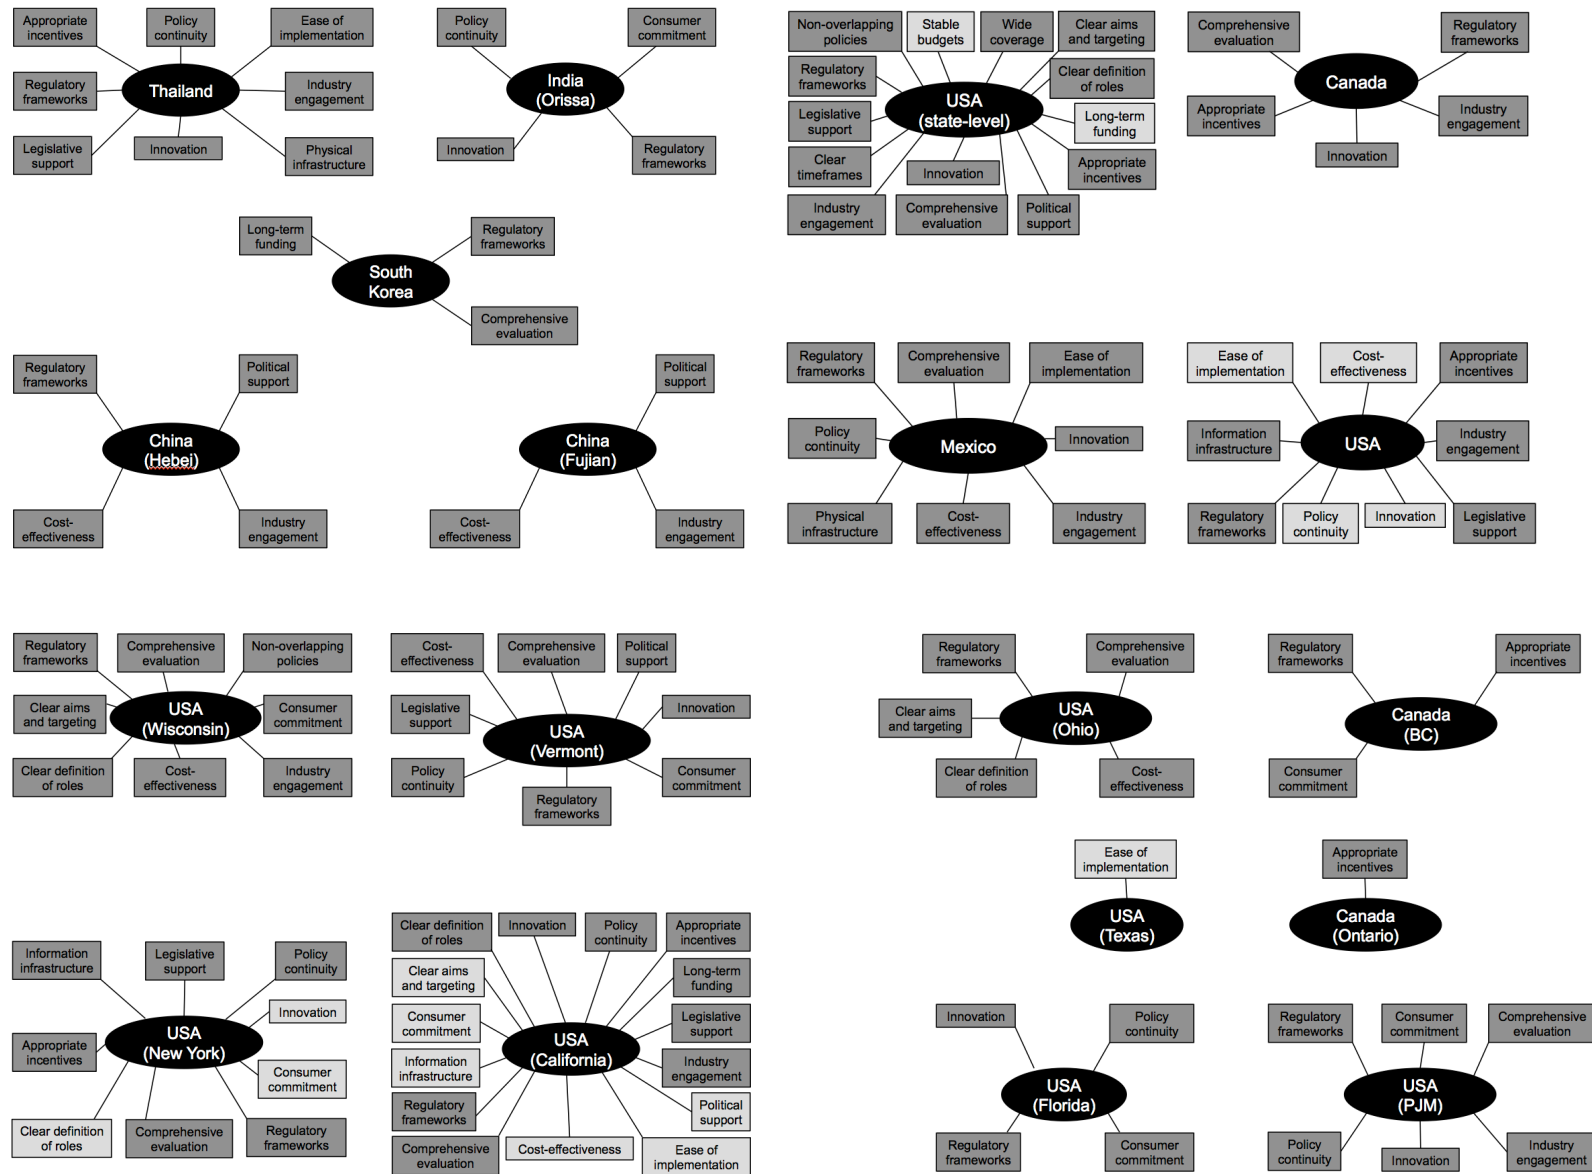 Appropriate
incentives
Policy
continuity
Ease of
implementation
Regulatory
frameworks
Thailand
Industry
engagement
Legislative
support
Innovation
Physical
infrastructure
Policy
continuity
Consumer
commitment
India
(Orissa)
Innovation
Regulatory
frameworks
Non-overlapping
policies
Stable
budgets
Wide
coverage
Clear aims
and targeting
Regulatory
frameworks
Clear definition
of roles
USA
(state-level)
Legislative
support
Long-term
funding
Clear
timeframes
Innovation
Appropriate
incentives
Industry
engagement
Comprehensive
evaluation
Political
support
Comprehensive
evaluation
Regulatory
frameworks
Canada
Appropriate
incentives
Industry
engagement
Innovation
Long-term
funding
Regulatory
frameworks
South
Korea
Comprehensive
evaluation
Regulatory
frameworks
Political
support
China
(Hebei)
Cost-
effectiveness
Industry
engagement
Political
support
China
(Fujian)
Cost-
effectiveness
Industry
engagement
Regulatory
frameworks
Comprehensive
evaluation
Ease of
implementation
Policy
continuity
Mexico
Innovation
Physical
infrastructure
Cost-
effectiveness
Industry
engagement
Ease of
implementation
Cost-
effectiveness
Appropriate
incentives
Information
infrastructure
USA
Industry
engagement
Regulatory
frameworks
Policy
continuity
Innovation
Legislative
support
Regulatory
frameworks
Comprehensive
evaluation
Non-overlapping
policies
Clear aims
and targeting
USA
(Wisconsin)
Consumer
commitment
Clear definition
of roles
Cost-
effectiveness
Industry
engagement
Cost-
effectiveness
Comprehensive
evaluation
Political
support
Legislative
support
Innovation
USA
(Vermont)
Policy
continuity
Regulatory
frameworks
Consumer
commitment
Regulatory
frameworks
Comprehensive
evaluation
Clear aims
and targeting
USA
(Ohio)
Clear definition
of roles
Cost-
effectiveness
Regulatory
frameworks
Appropriate
incentives
Canada
(BC)
Consumer
commitment
Ease of
implementation
USA
(Texas)
Appropriate
incentives
Canada
(Ontario)
Information
infrastructure
Legislative
support
Policy
continuity
Innovation
USA
(New York)
Appropriate
incentives
Consumer
commitment
Clear definition
of roles
Comprehensive
evaluation
Regulatory
frameworks
Clear definition
of roles
Innovation
Policy
continuity
Appropriate
incentives
Clear aims
and targeting
Long-term
funding
Consumer
commitment
Legislative
support
USA
(California)
Information
infrastructure
Industry
engagement
Regulatory
frameworks
Political
support
Comprehensive
evaluation
Cost-effectiveness
Ease of
implementation
Innovation
Policy
continuity
USA
(Florida)
Regulatory
frameworks
Consumer
commitment
Regulatory
frameworks
Consumer
commitment
Comprehensive
evaluation
USA
(PJM)
Policy
continuity
Innovation
Industry
engagement